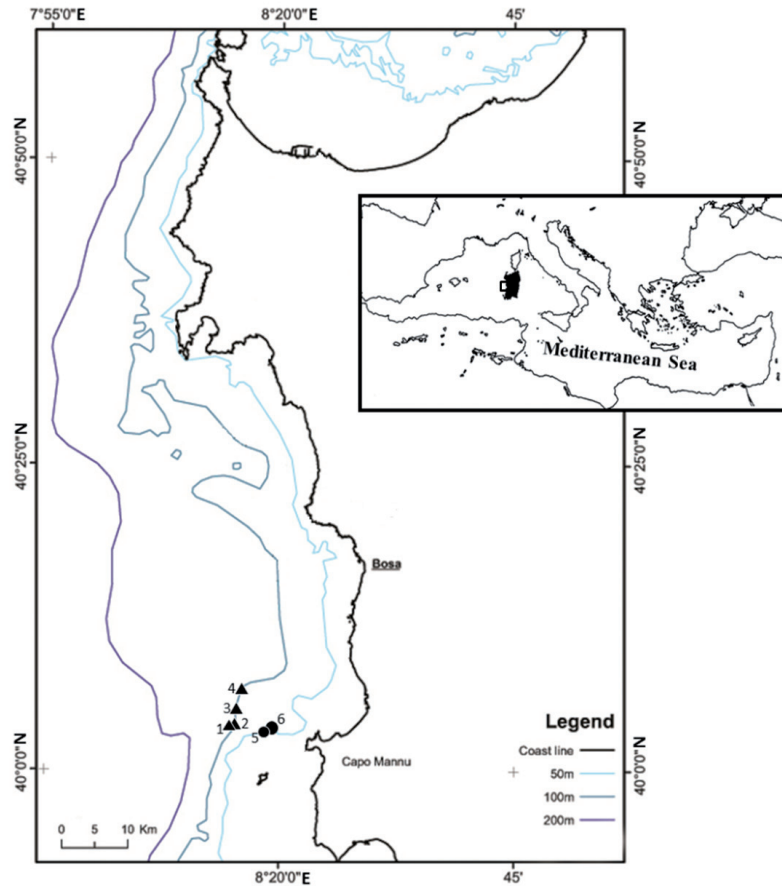 7°55'0"E 8°20'0"E 45'
40°50'0"N 40°50'0"N
Mediterranean Sea
40°25'0"N 40°25'0"N
Bosa
4
3
1 2 6
5
Legend
Coast line
50m
100m
200m
Capo Mannu
40°0'0"N 40°0'0"N
0 5 10 Km
8°20'0"E 45'